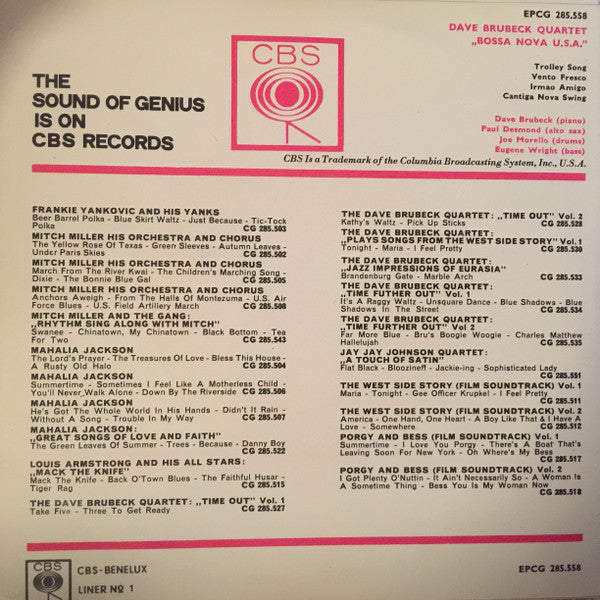 EPCG 285.558
DAVE BRUBECK QUARTET
„BOSSA NOVA U.S.A.”
Trolley Song
Vento Fresco
Irmao Amigo
Cantiga Nova Swing
Dave Brubeck (piano)
Paul Desmond (alto sax)
Joe Morello (drums)
Eugene Wright (bass)
CBS
THE
SOUND OF GENIUS
IS ON
CBS RECORDS
CBS Is a Trademark of the Columbia Broadcasting System, Inc., U.S.A.
FRANKIE YANKOVIC AND HIS YANKS
Beer Barrel Polka - Blue Skirt Waltz - Just Because - Tic-Tock
Polka CG 285.503
MITCH MILLER HIS ORCHESTRA AND CHORUS
The Yellow Rose Of Texas - Green Sleeves - Autumn Leaves -
Under Paris Skies CG 285.502
MITCH MILLER HIS ORCHESTRA AND CHORUS
March From The River Kwai - The Children's Marching Song -
Dixie - The Bonnie Blue Gal CG 285.505
MITCH MILLER HIS ORCHESTRA AND CHORUS
Anchors Aweigh - From The Halls Of Montezuma - U.S. Air
Force Blues - U.S. Field Artillery March CG 285.506
MITCH MILLER AND THE GANG:
„RHYTHM SING ALONG WITH MITCH”
Swanee - Chinatown, My Chinatown - Black Bottom - Tea
For Two CG 285.543
MAHALIA JACKSON
The Lord's Prayer - The Treasures Of Love - Bless This House -
A Rusty Old Halo CG 285.504
MAHALIA JACKSON
Summertime - Sometimes I Feel Like A Motherless Child -
You'll Never Walk Alone - Down By The Riverside CG 285.506
MAHALIA JACKSON
He's Got The Whole World In His Hands - Didn't It Rain -
Without A Song - Trouble In My Way CG 285.507
MAHALIA JACKSON:
„GREAT SONGS OF LOVE AND FAITH”
The Green Leaves Of Summer - Trees - Because - Danny Boy
CG 285.522
LOUIS ARMSTRONG AND HIS ALL STARS:
„MACK THE KNIFE”
Mack The Knife - Back O'Town Blues - The Faithful Husar -
Tiger Rag CG 285.515
THE DAVE BRUBECK QUARTET: „TIME OUT” Vol. 1
Take Five - Three To Get Ready CG 285.527
THE DAVE BRUBECK QUARTET: „TIME OUT” Vol. 2
Kathy's Waltz - Pick Up Sticks CG 285.528
THE DAVE BRUBECK QUARTET:
„PLAYS SONGS FROM THE WEST SIDE STORY” Vol. 1
Tonight - Maria - I Feel Pretty CG 285.530
THE DAVE BRUBECK QUARTET:
„JAZZ IMPRESSIONS OF EURASIA”
Brandenburg Gate - Marble Arch CG 285.533
THE DAVE BRUBECK QUARTET:
„TIME FUTHER OUT” Vol. 1
It's A Raggy Waltz - Unsquare Dance - Blue Shadows - Blue
Shadows In The Street CG 285.534
THE DAVE BRUBECK QUARTET:
„TIME FURTHER OUT” Vol 2
Far More Blue - Bru's Boogie Woogie - Charles Matthew
Hallelujah CG 285.535
JAY JAY JOHNSON QUARTET:
„A TOUCH OF SATIN”
Flat Black - Bloozineff - Jackie-ing - Sophisticated Lady
CG 285.551
THE WEST SIDE STORY (FILM SOUNDTRACK) Vol. 1
Maria - Tonight - Gee Officer Krupkel - I Feel Pretty
CG 285.511
THE WEST SIDE STORY (FILM SOUNDTRACK) Vol. 2
America - One Hand, One Heart - A Boy Like That & I Have
A Love - Somewhere CG 285.512
PORGY AND BESS (FILM SOUNDTRACK) Vol. 1
Summertime - I Love You Porgy - There's A Boat That's
Leaving Soon For New York - Oh Where's My Bess
CG 285.517
PORGY AND BESS (FILM SOUNDTRACK) Vol. 2
I Got Plenty O'Nuttin - It Ain't Necessarily So - A Woman Is
A Sometime Thing - Bess You Is My Woman Now
CG 285.518
CBS
CBS-BENELUX
LINER Nº 1
EPCG 285.558